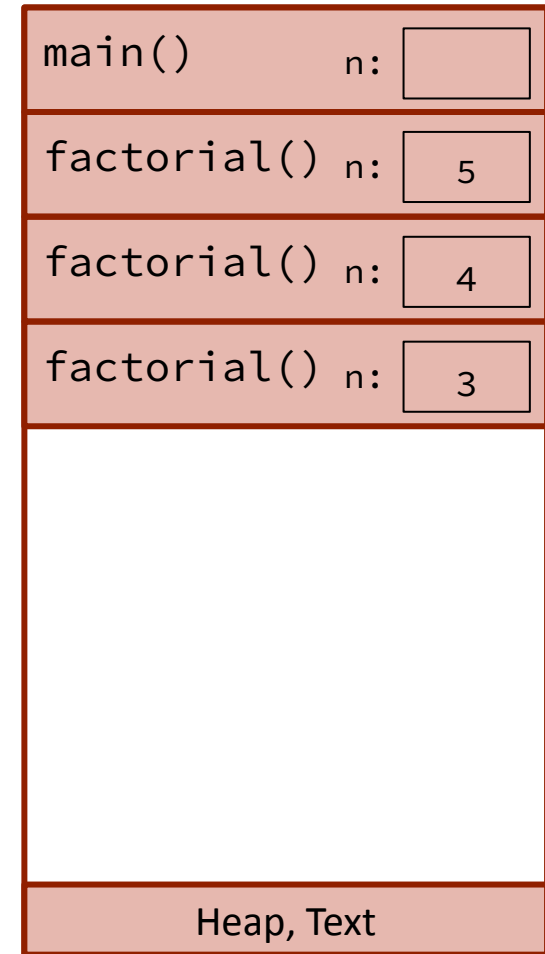 main() n:
factorial() n: 5
factorial() n: 4
factorial() n: 3
Heap, Text